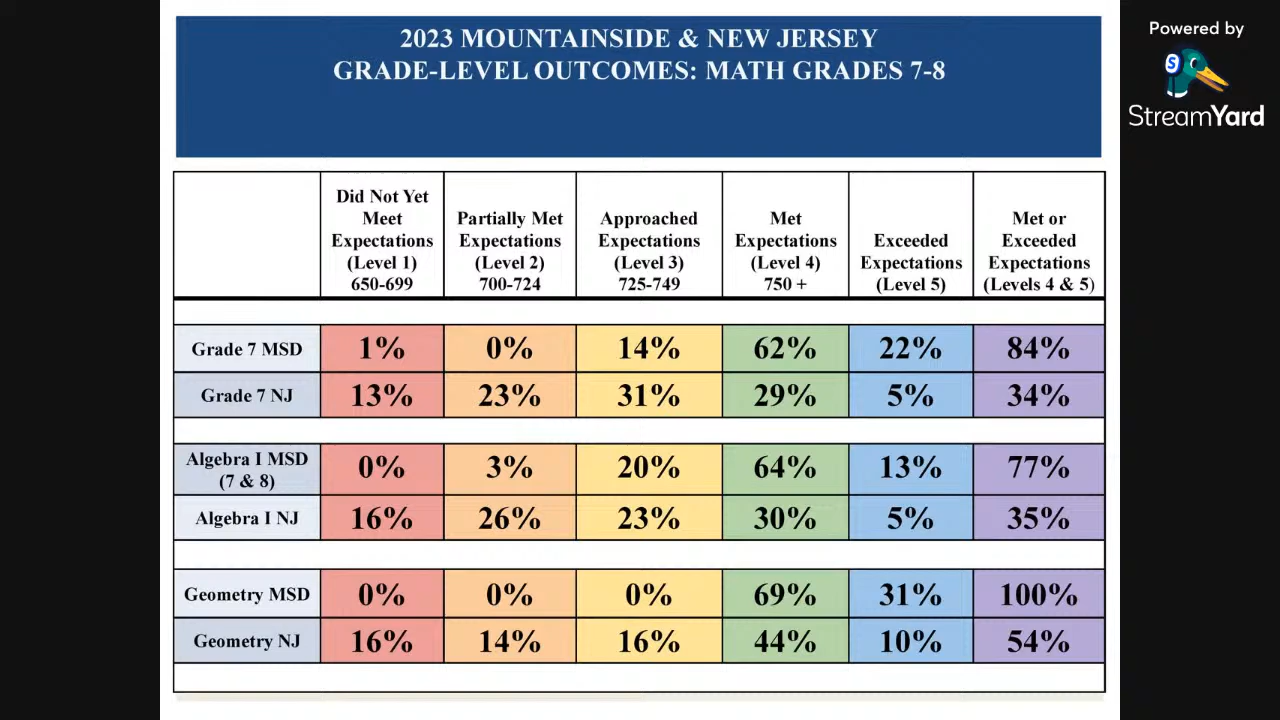 2023 MOUNTAINSIDE & NEW JERSEY
GRADE-LEVEL OUTCOMES: MATH GRADES 7-8
Powered by
S
StreamYard
Did Not Yet
Meet
Expectations
(Level 1)
650-699
Partially Met
Expectations
(Level 2)
700-724
Approached
Expectations
(Level 3)
725-749
Met
Expectations
(Level 4)
750 +
Exceeded
Expectations
(Level 5)
Met or
Exceeded
Expectations
(Levels 4 & 5)
Grade 7 MSD 1% 0% 14% 62% 22% 84%
Grade 7 NJ 13% 23% 31% 29% 5% 34%
Algebra I MSD
(7 & 8) 0% 3% 20% 64% 13% 77%
Algebra I NJ 16% 26% 23% 30% 5% 35%
Geometry MSD 0% 0% 0% 69% 31% 100%
Geometry NJ 16% 14% 16% 44% 10% 54%